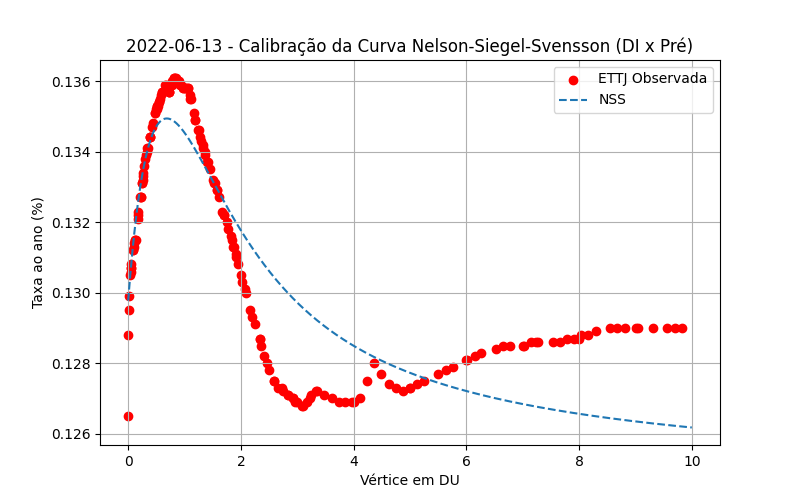 2022-06-13 - Calibração da Curva Nelson-Siegel-Svensson (DI x Pré)
ETTJ Observada
NSS
Taxa ao ano (%)
0.136
0.134
0.132
0.130
0.128
0.126
0
2
4
6
8
10
Vértice em DU